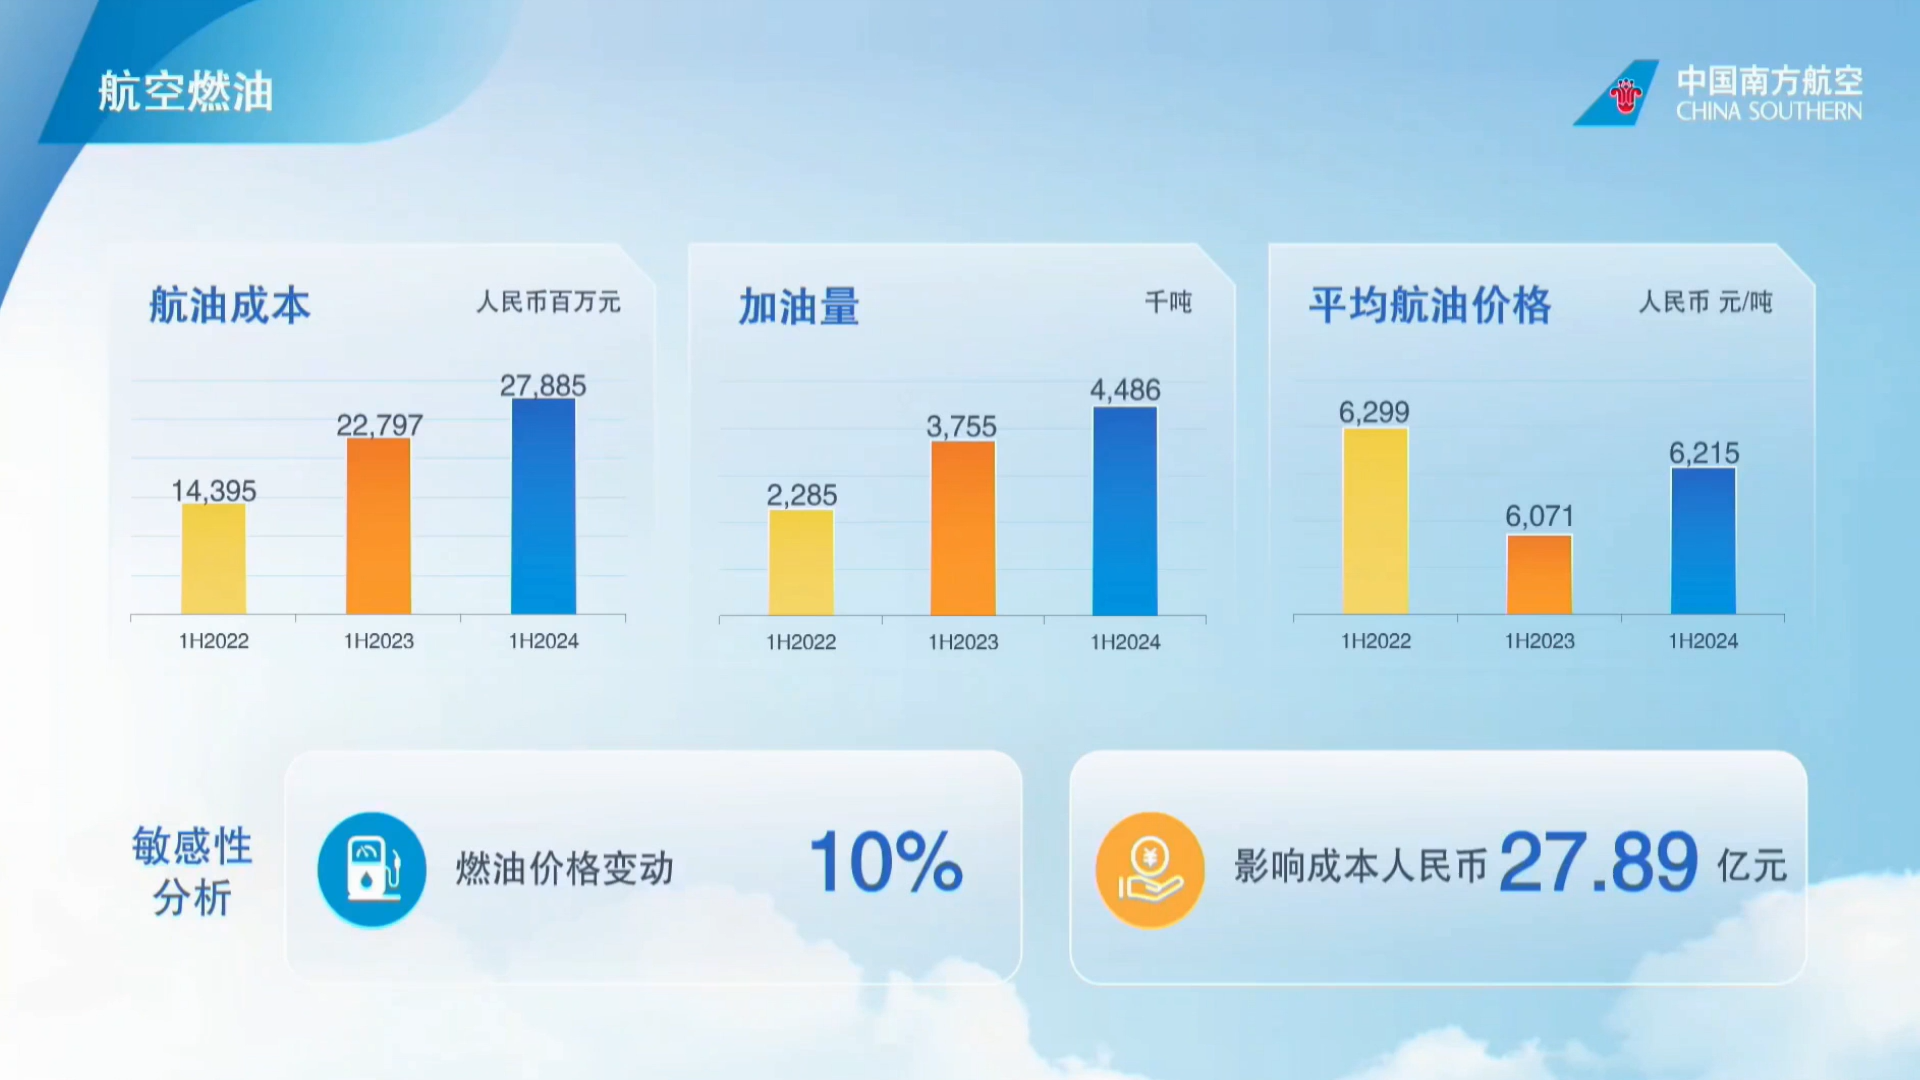 航空燃油
中国南方航空
CHINA SOUTHERN
航油成本
人民币百万元
14,395
22,797
27,885
1H2022
1H2023
1H2024
加油量
千吨
2,285
3,755
4,486
1H2022
1H2023
1H2024
平均航油价格
人民币 元/吨
6,299
6,071
6,215
1H2022
1H2023
1H2024
敏感性
分析
燃油价格变动 10%
影响成本人民币 27.89 亿元